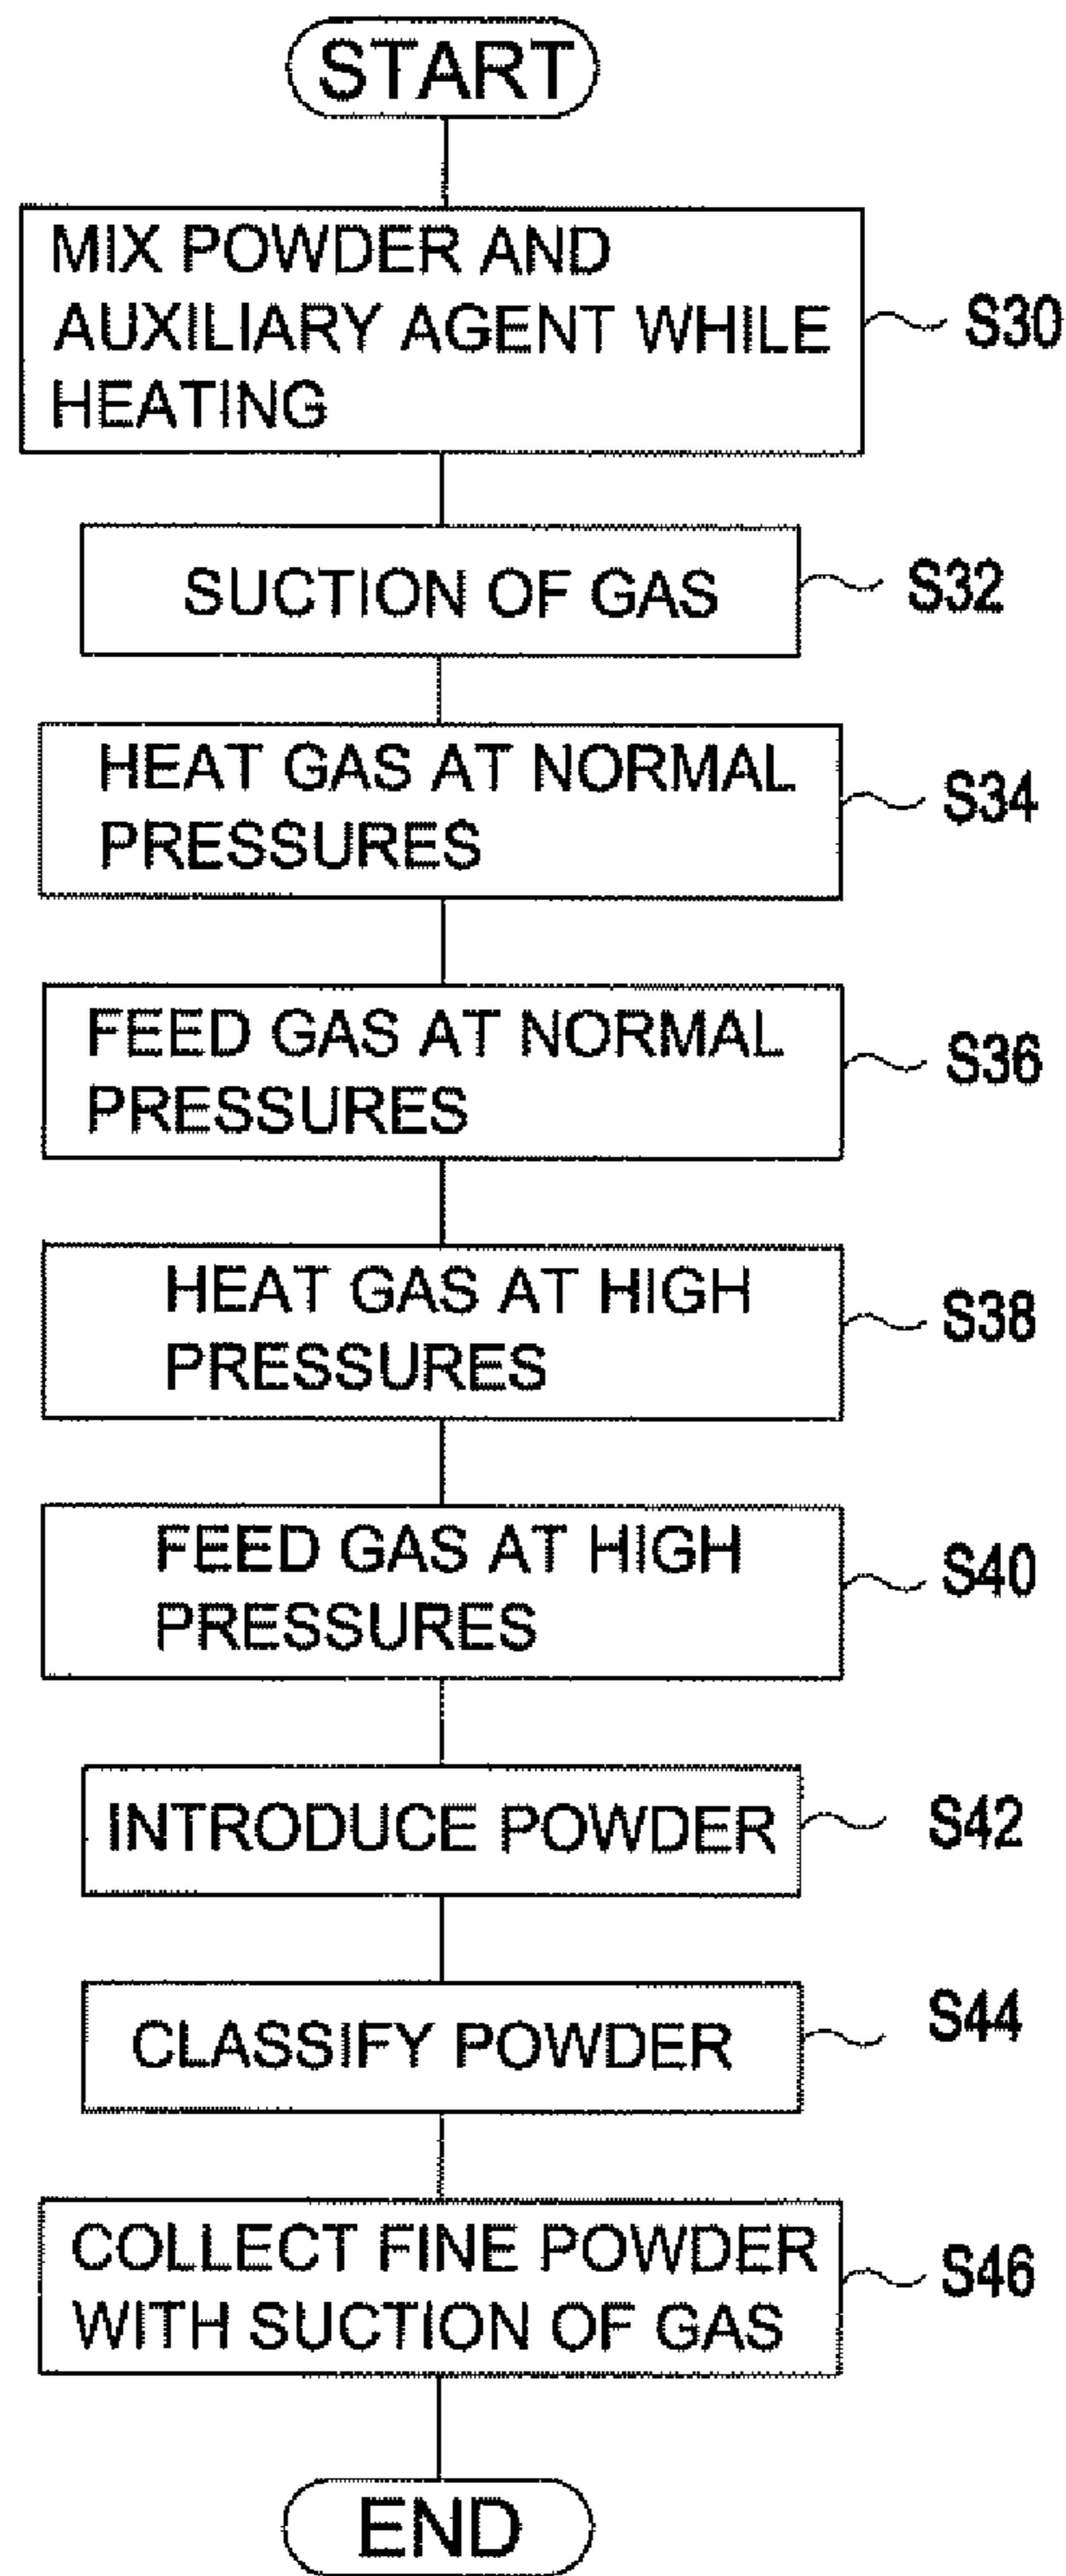 START
MIX POWDER AND
AUXILIARY AGENT WHILE
HEATING
S30
SUCTION OF GAS
S32
HEAT GAS AT NORMAL
PRESSURES
S34
FEED GAS AT NORMAL
PRESSURES
S36
HEAT GAS AT HIGH
PRESSURES
S38
FEED GAS AT HIGH
PRESSURES
S40
INTRODUCE POWDER
S42
CLASSIFY POWDER
S44
COLLECT FINE POWDER
WITH SUCTION OF GAS
S46
END